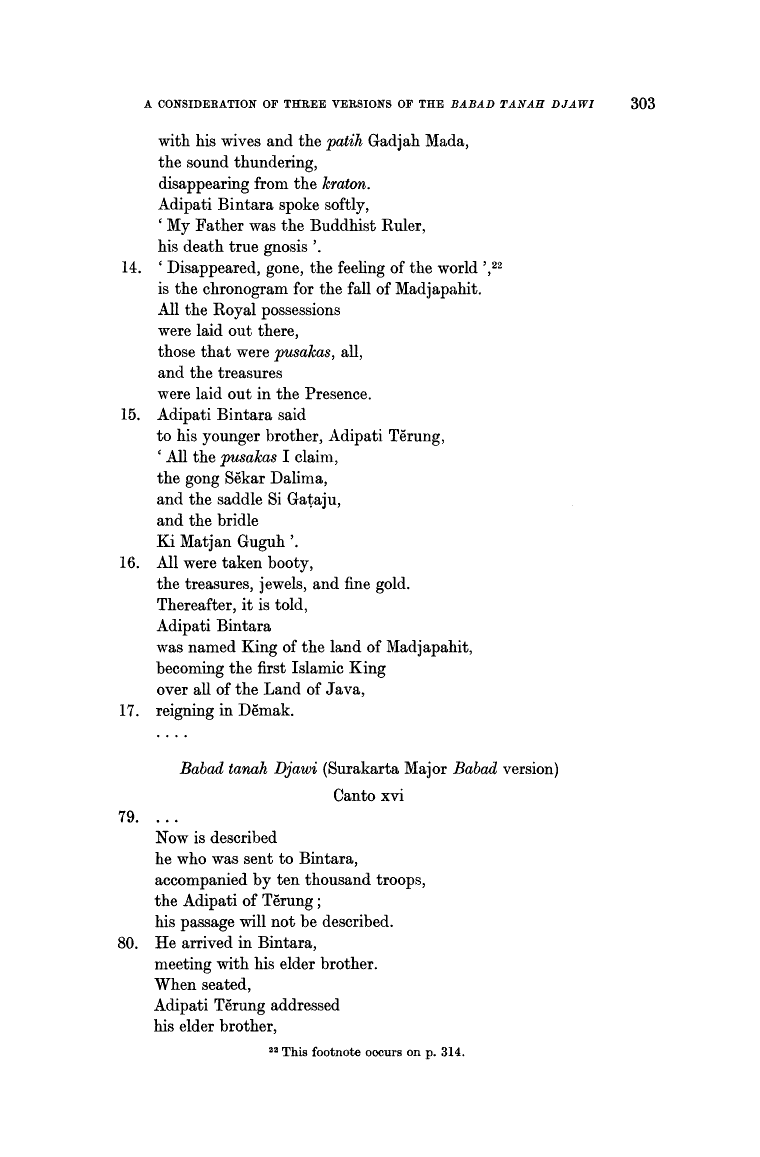 A CONSIDERATION OF THREE VERSIONS OF THE BABAD TANAH DJAWI 303
with his wives and the patih Gadjah Mada,
the sound thundering,
disappearing from the kraton.
Adipati Bintara spoke softly,
‘ My Father was the Buddhist Ruler,
his death true gnosis ’.
14. ‘ Disappeared, gone, the feeling of the world ’,²²
is the chronogram for the fall of Madjapahit.
All the Royal possessions
were laid out there,
those that were pusakas, all,
and the treasures
were laid out in the Presence.
15. Adipati Bintara said
to his younger brother, Adipati Tĕrung,
‘ All the pusakas I claim,
the gong Sĕkar Dalima,
and the saddle Si Gaṭaju,
and the bridle
Ki Matjan Guguh ’.
16. All were taken booty,
the treasures, jewels, and fine gold.
Thereafter, it is told,
Adipati Bintara
was named King of the land of Madjapahit,
becoming the first Islamic King
over all of the Land of Java,
17. reigning in Dĕmak.
. . . .
Babad tanah Djawi (Surakarta Major Babad version)
Canto xvi
79. . . .
Now is described
he who was sent to Bintara,
accompanied by ten thousand troops,
the Adipati of Tĕrung ;
his passage will not be described.
80. He arrived in Bintara,
meeting with his elder brother.
When seated,
Adipati Tĕrung addressed
his elder brother,
²² This footnote occurs on p. 314.